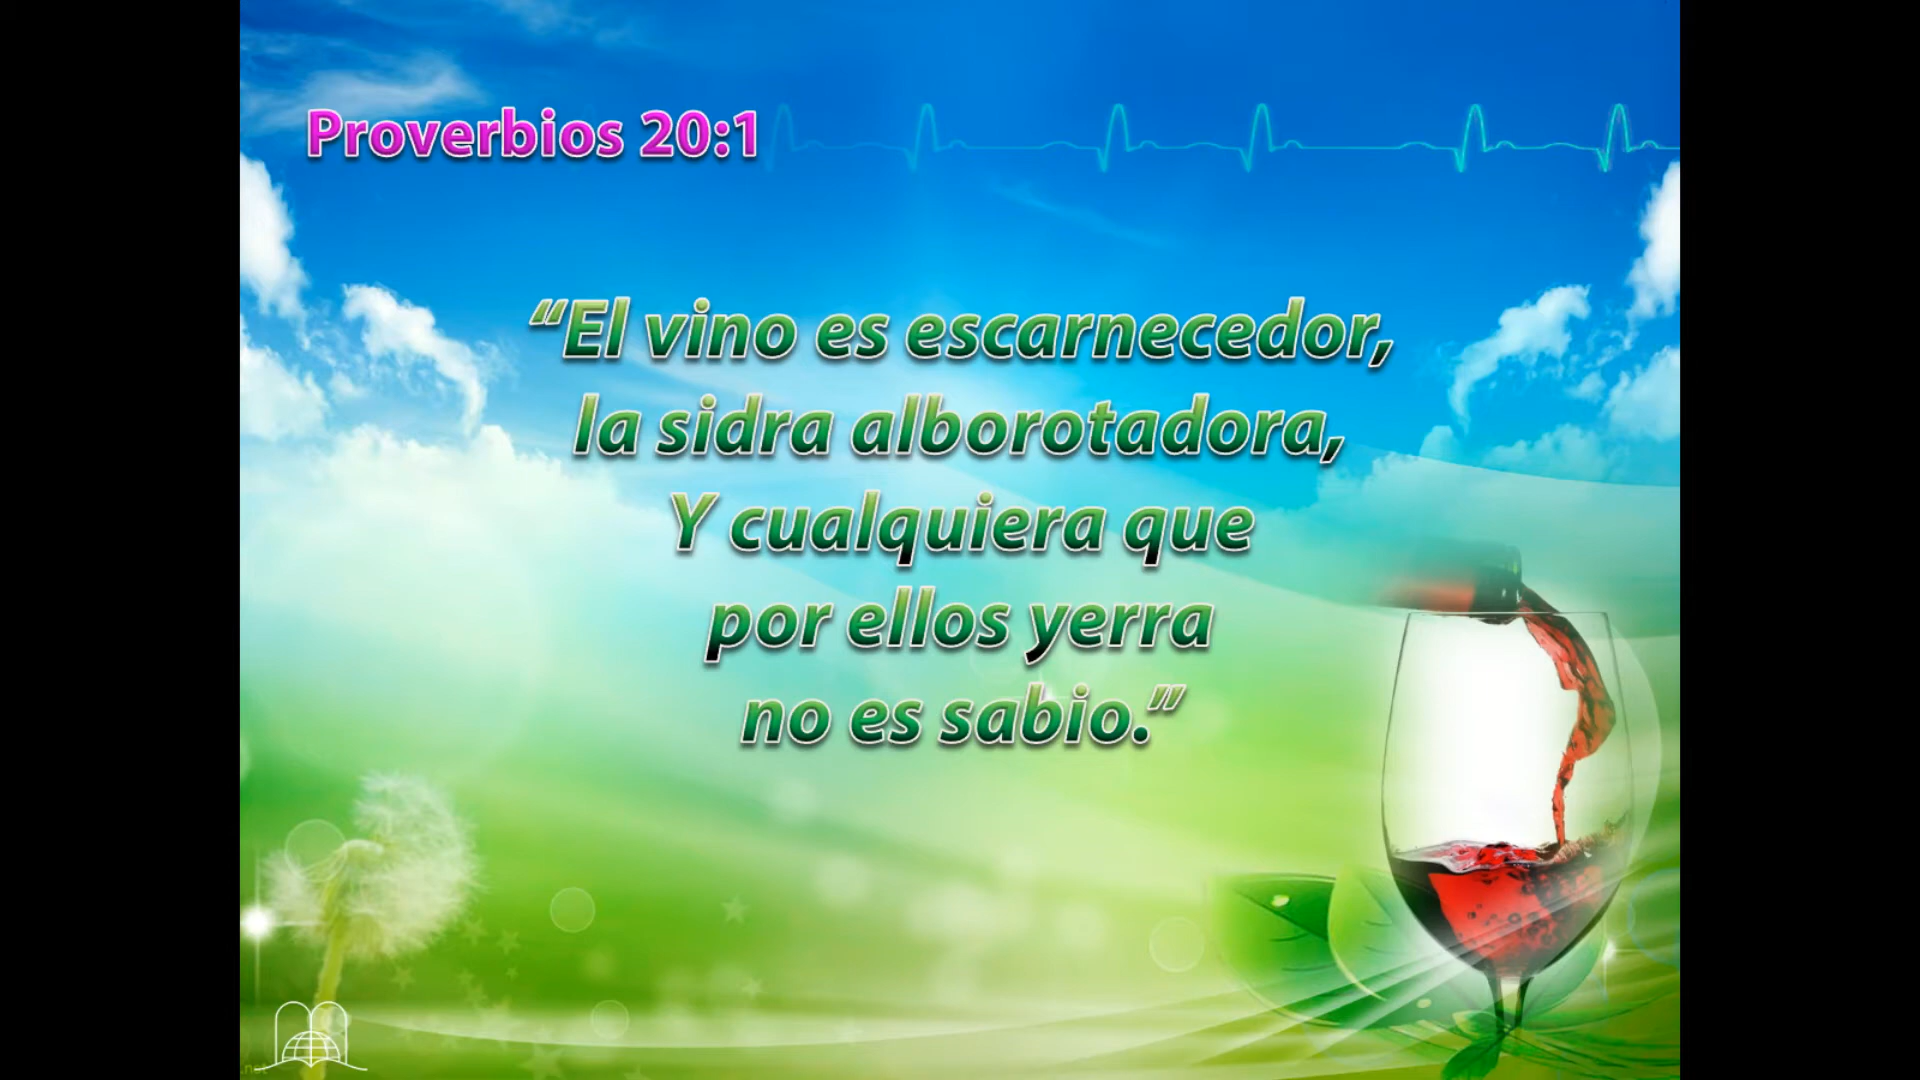 Proverbios 20:1
“El vino es escarnecedor,
la sidra alborotadora,
Y cualquiera que
por ellos yerra
no es sabio.”